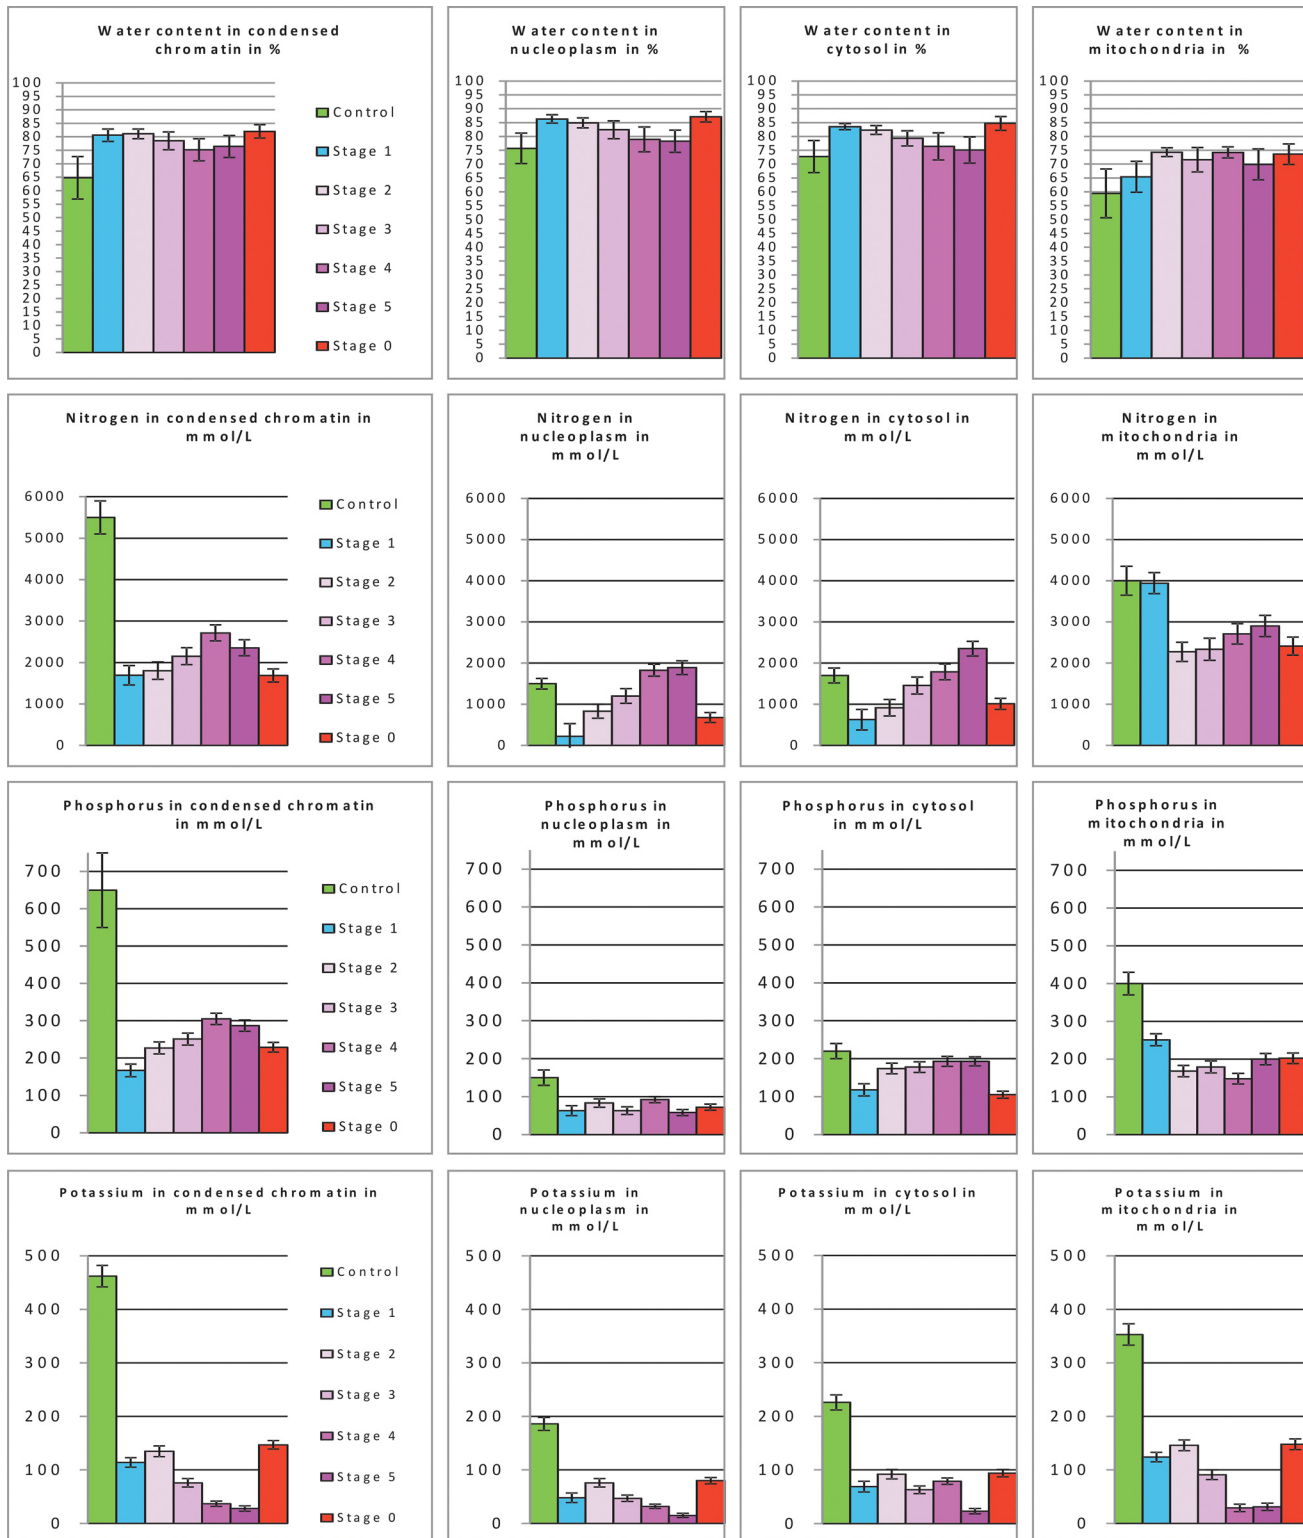 Water content in condensed
chromatin in %
100
95
90
85
80
75
70
65
60
55
50
45
40
35
30
25
20
15
10
5
0
Control
Stage 1
Stage 2
Stage 3
Stage 4
Stage 5
Stage 0
Water content in
nucleoplasm in %
100
95
90
85
80
75
70
65
60
55
50
45
40
35
30
25
20
15
10
5
0
Water content in
cytosol in %
100
95
90
85
80
75
70
65
60
55
50
45
40
35
30
25
20
15
10
5
0
Water content in
mitochondria in %
100
95
90
85
80
75
70
65
60
55
50
45
40
35
30
25
20
15
10
5
0
Nitrogen in condensed chromatin in
mmol/L
6000
5000
4000
3000
2000
1000
0
Control
Stage 1
Stage 2
Stage 3
Stage 4
Stage 5
Stage 0
Nitrogen in
nucleoplasm in
mmol/L
6000
5000
4000
3000
2000
1000
0
Nitrogen in cytosol in
mmol/L
6000
5000
4000
3000
2000
1000
0
Nitrogen in
mitochondria in
mmol/L
6000
5000
4000
3000
2000
1000
0
Phosphorus in condensed chromatin
in mmol/L
700
600
500
400
300
200
100
0
Control
Stage 1
Stage 2
Stage 3
Stage 4
Stage 5
Stage 0
Phosphorus in
nucleoplasm in
mmol/L
700
600
500
400
300
200
100
0
Phosphorus in cytosol
in mmol/L
700
600
500
400
300
200
100
0
Phosphorus in
mitochondria in
mmol/L
700
600
500
400
300
200
100
0
Potassium in condensed chromatin in
mmol/L
500
400
300
200
100
0
Control
Stage 1
Stage 2
Stage 3
Stage 4
Stage 5
Stage 0
Potassium in
nucleoplasm in
mmol/L
500
400
300
200
100
0
Potassium in cytosol in
mmol/L
500
400
300
200
100
0
Potassium in
mitochondria in
mmol/L
500
400
300
200
100
0